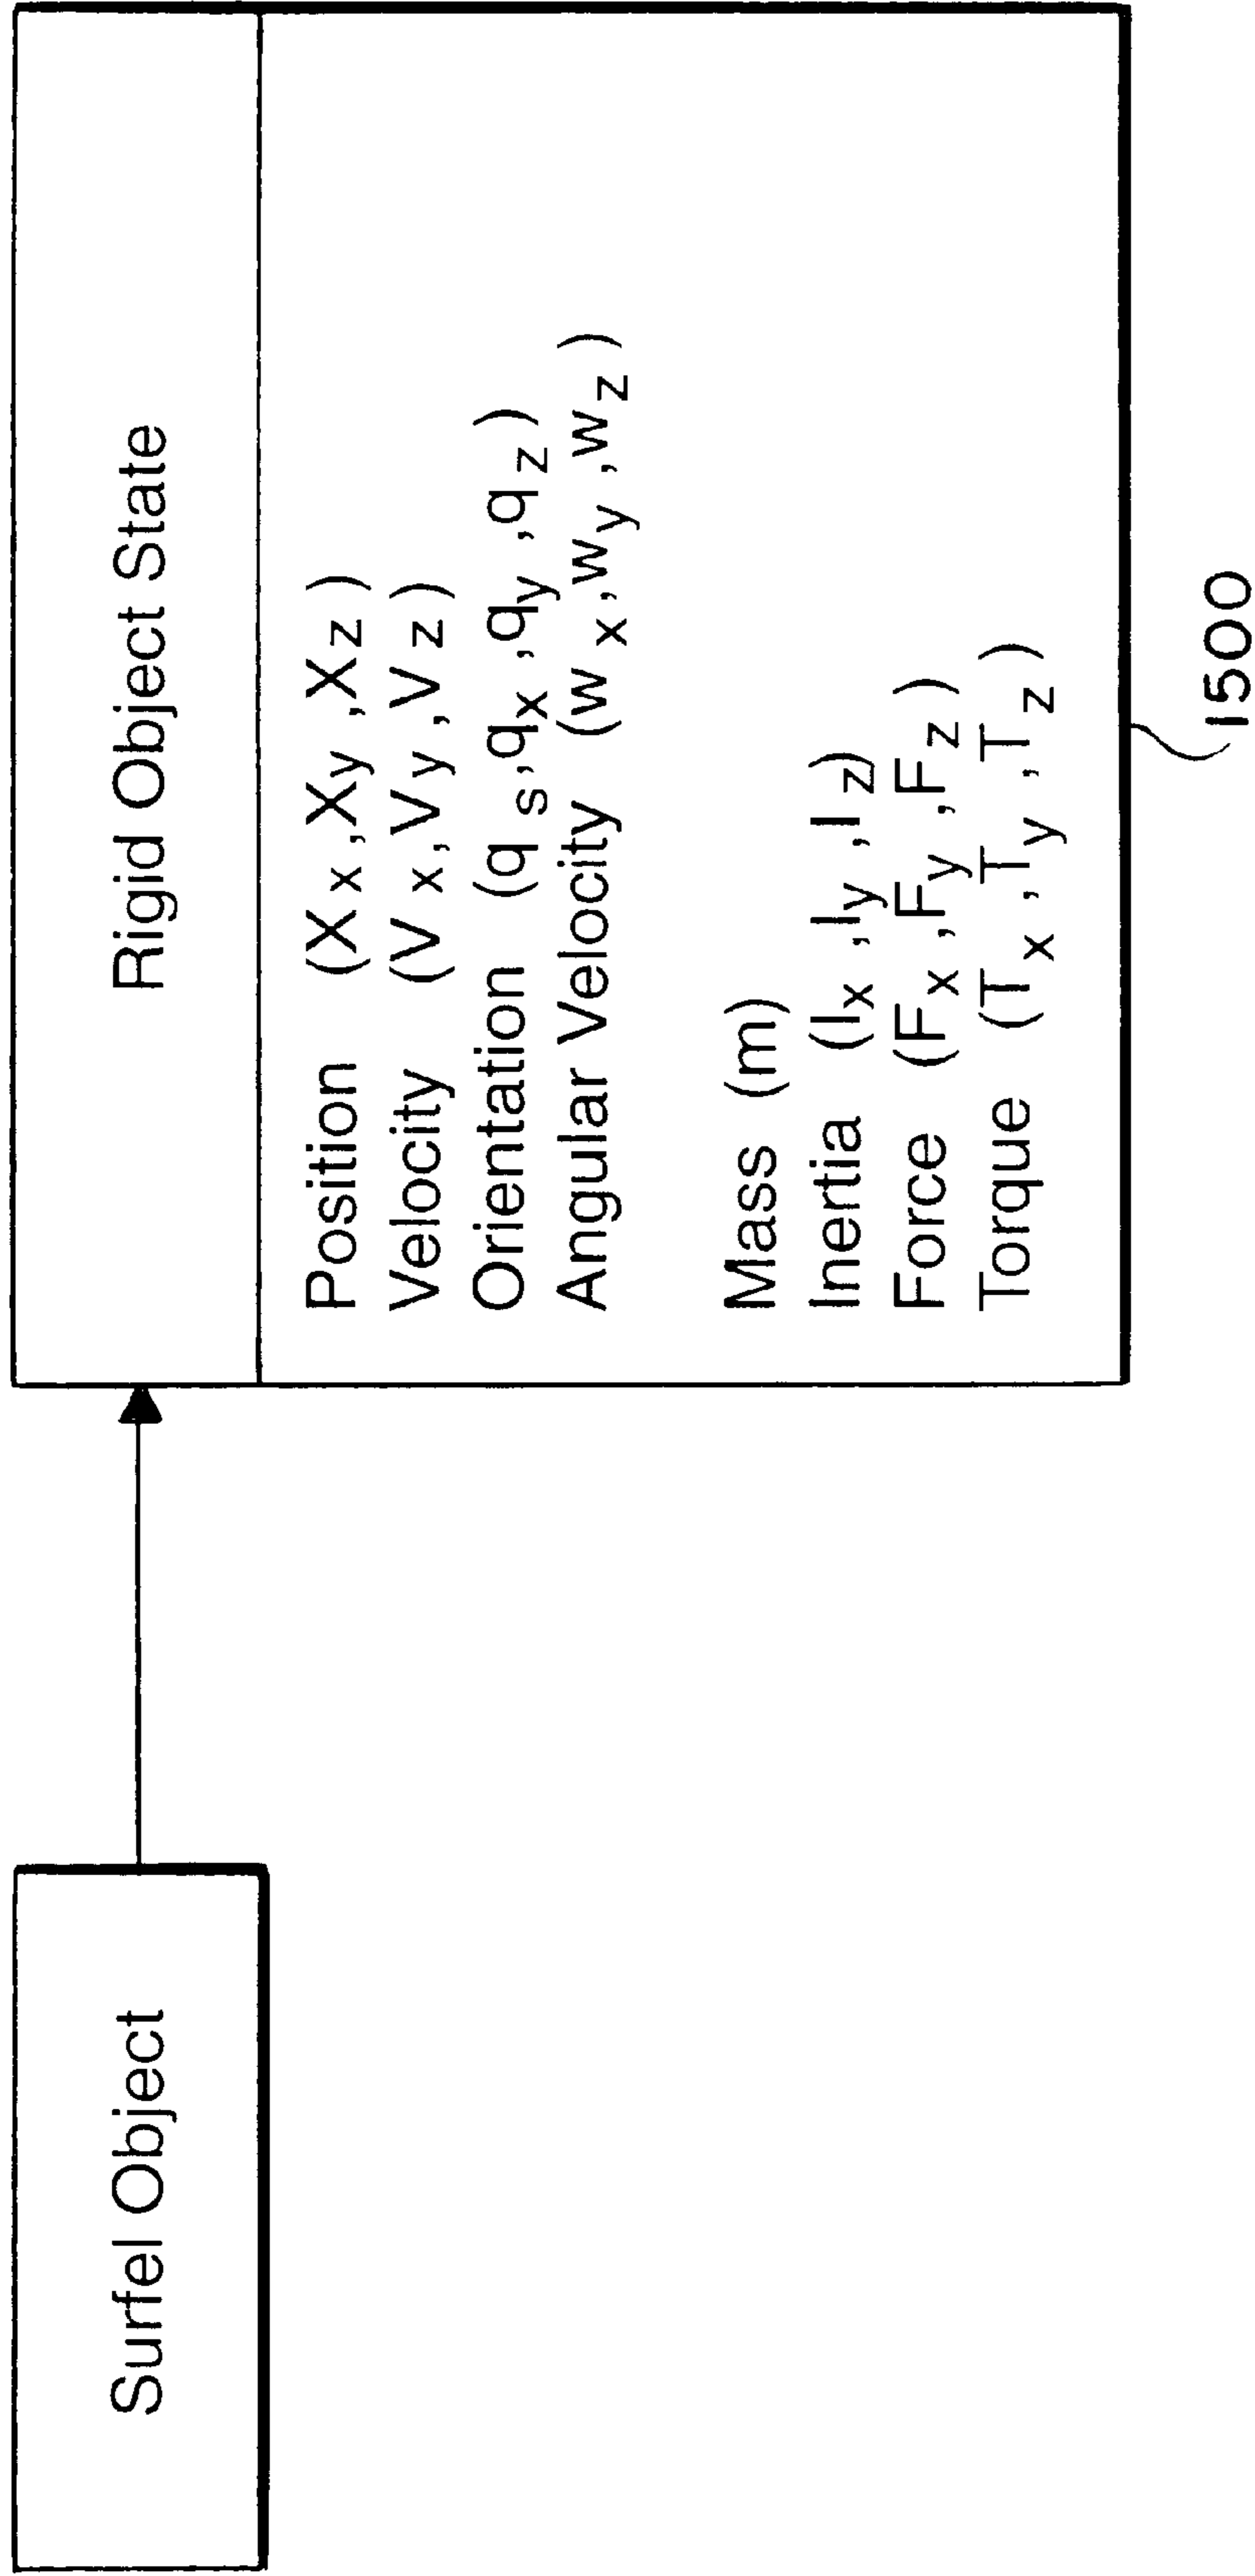 Surfel Object
Rigid Object State
Position (Xx,Xy,Xz)
Velocity (Vx,Vy,Vz)
Orientation (qs,qx,qy,qz)
Angular Velocity (wx,wy,wz)
Mass (m)
Inertia (Ix,Iy,Iz)
Force (Fx,Fy,Fz)
Torque (Tx,Ty,Tz)
1500